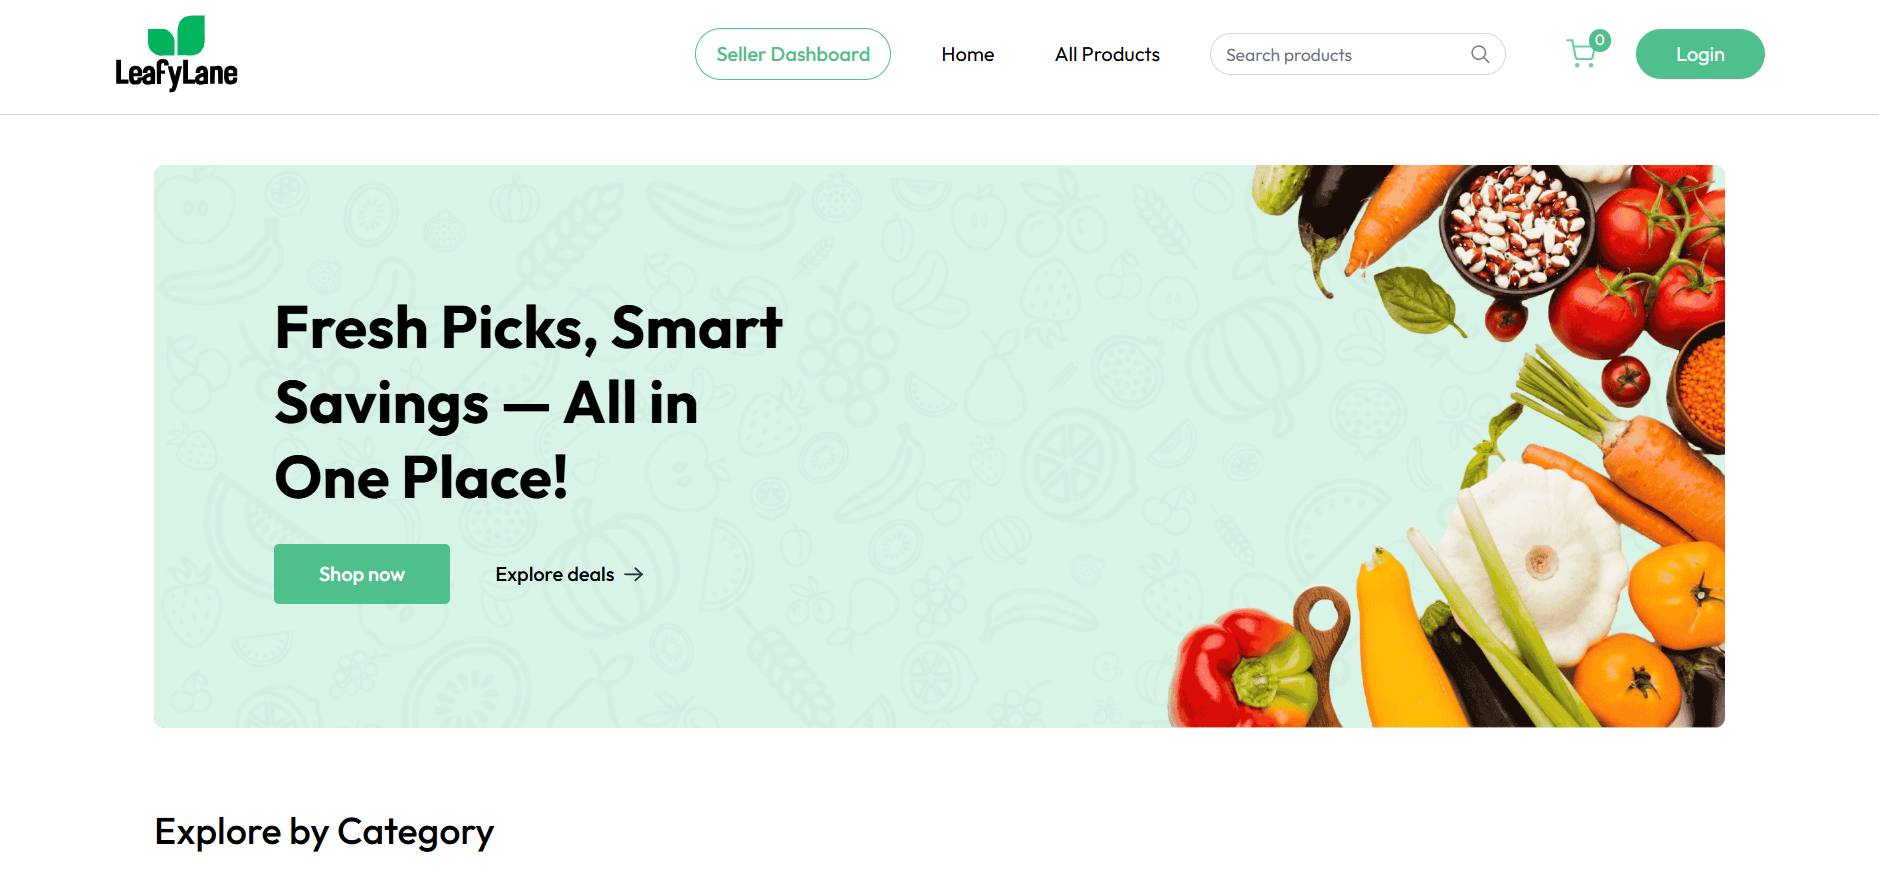 LeafyLane
Seller Dashboard
Home
All Products
Search products
0
Login
Fresh Picks, Smart
Savings — All in
One Place!
Shop now
Explore deals →
Explore by Category